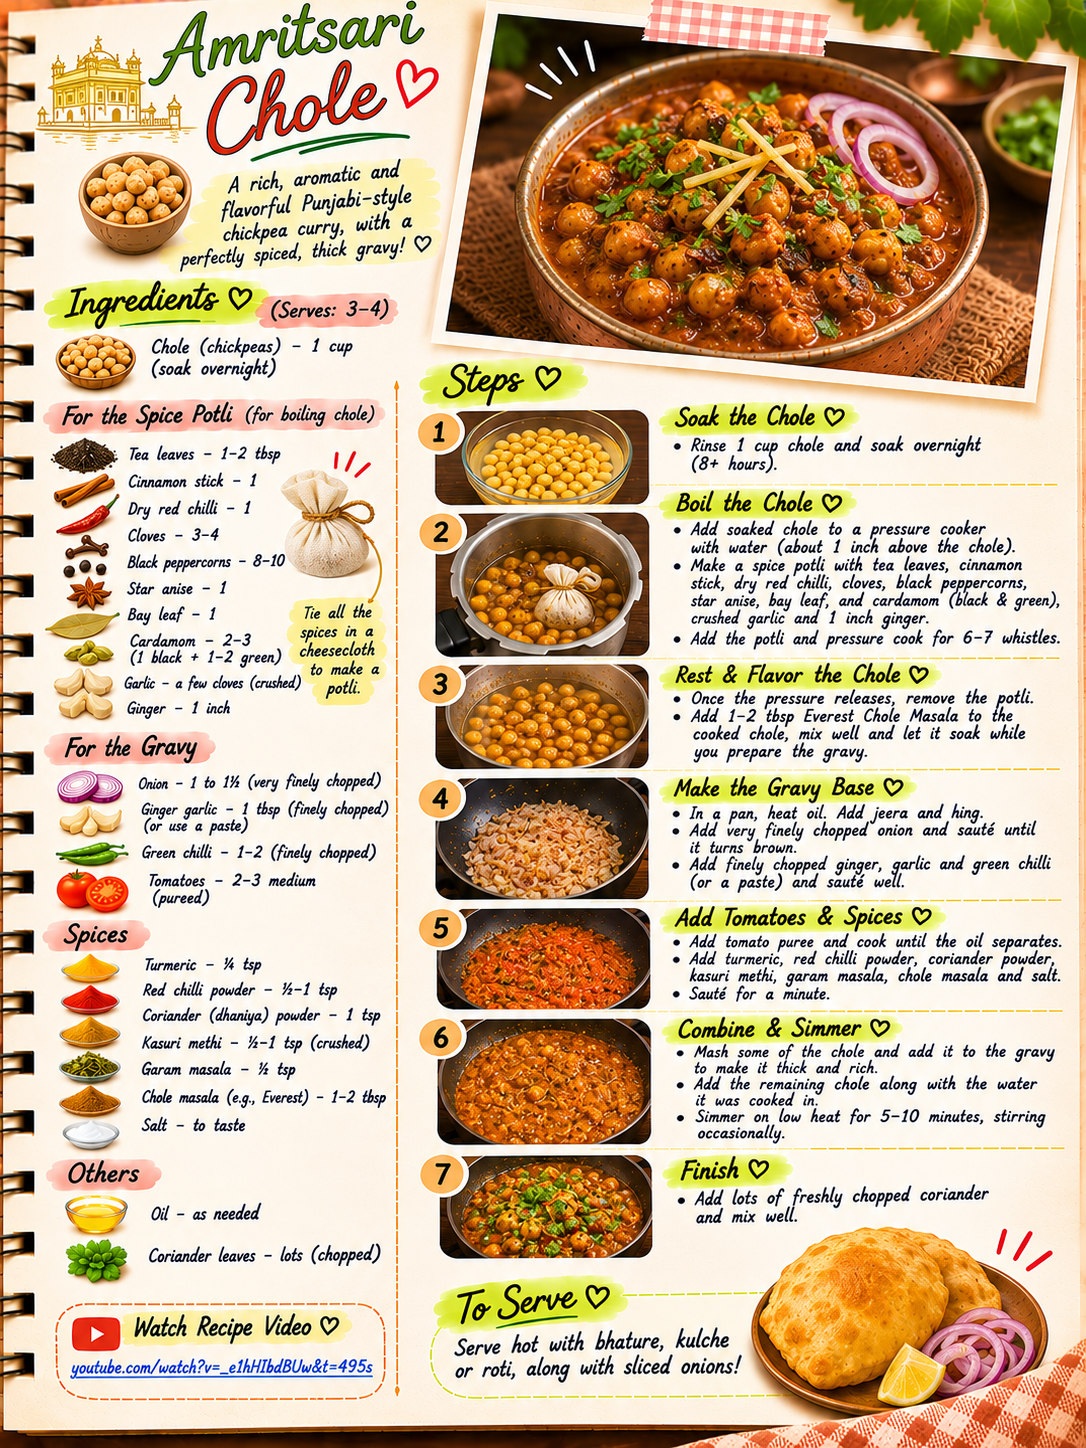 Amritsari
Chole
A rich, aromatic and
flavorful Punjabi-style
chickpea curry, with a
perfectly spiced, thick gravy! ♡
Ingredients ♡ (Serves: 3-4)
Chole (chickpeas) - 1 cup
(soak overnight)
For the Spice Potli (for boiling chole)
Tea leaves - 1-2 tbsp
Cinnamon stick - 1
Dry red chilli - 1
Cloves - 3-4
Black peppercorns - 8-10
Star anise - 1
Bay leaf - 1
Cardamom - 2-3
(1 black + 1-2 green)
Garlic - a few cloves (crushed)
Ginger - 1 inch
Tie all the
spices in a
cheesecloth
to make a
potli.
For the Gravy
Onion - 1 to 1½ (very finely chopped)
Ginger garlic - 1 tbsp (finely chopped)
(or use a paste)
Green chilli - 1-2 (finely chopped)
Tomatoes - 2-3 medium
(pureed)
Spices
Turmeric - ¼ tsp
Red chilli powder - ½-1 tsp
Coriander (dhaniya) powder - 1 tsp
Kasuri methi - ½-1 tsp (crushed)
Garam masala - ½ tsp
Chole masala (e.g., Everest) - 1-2 tbsp
Salt - to taste
Others
Oil - as needed
Coriander leaves - lots (chopped)
Watch Recipe Video ♡
youtube.com/watch?v=_e1hHIbdBUw&t=495s
Steps ♡
1
Soak the Chole ♡
• Rinse 1 cup chole and soak overnight
(8+ hours).
2
Boil the Chole ♡
• Add soaked chole to a pressure cooker
with water (about 1 inch above the chole).
• Make a spice potli with tea leaves, cinnamon
stick, dry red chilli, cloves, black peppercorns,
star anise, bay leaf, and cardamom (black & green),
crushed garlic and 1 inch ginger.
• Add the potli and pressure cook for 6-7 whistles.
3
Rest & Flavor the Chole ♡
• Once the pressure releases, remove the potli.
• Add 1-2 tbsp Everest Chole Masala to the
cooked chole, mix well and let it soak while
you prepare the gravy.
4
Make the Gravy Base ♡
• In a pan, heat oil. Add jeera and hing.
• Add very finely chopped onion and sauté until
it turns brown.
• Add finely chopped ginger, garlic and green chilli
(or a paste) and sauté well.
5
Add Tomatoes & Spices ♡
• Add tomato puree and cook until the oil separates.
• Add turmeric, red chilli powder, coriander powder,
kasuri methi, garam masala, chole masala and salt.
• Sauté for a minute.
6
Combine & Simmer ♡
• Mash some of the chole and add it to the gravy
to make it thick and rich.
• Add the remaining chole along with the water
it was cooked in.
• Simmer on low heat for 5-10 minutes, stirring
occasionally.
7
Finish ♡
• Add lots of freshly chopped coriander
and mix well.
To Serve ♡
Serve hot with bhature, kulche
or roti, along with sliced onions!